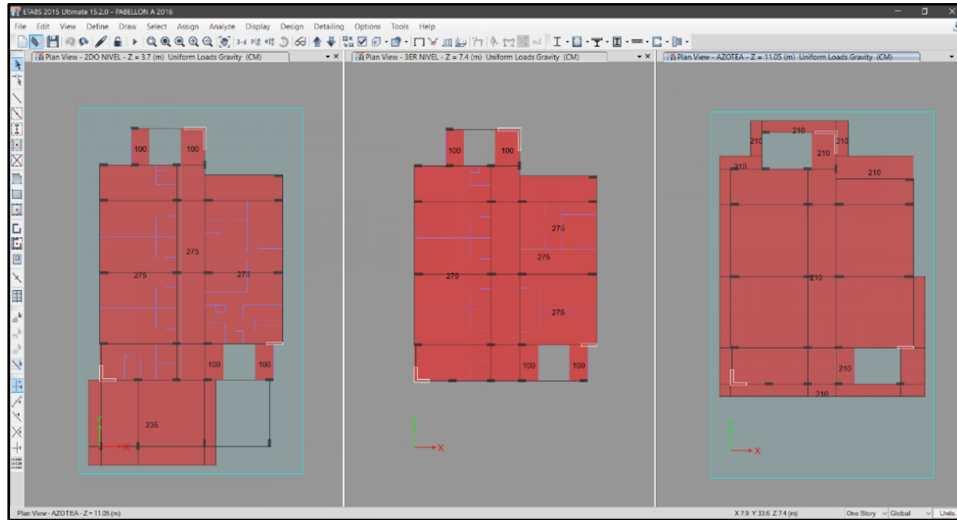 ETABS 2015 Ultimate 15.2.0 - PABELLON A 2016
File Edit View Define Draw Select Assign Analyze Display Design Detailing Options Tools Help
Plan View - 2DO NIVEL - Z = 3.7 (m) Uniform Loads Gravity (CM)
Plan View - 3ER NIVEL - Z = 7.4 (m) Uniform Loads Gravity (CM)
Plan View - AZOTEA - Z = 11.05 (m) Uniform Loads Gravity (CM)
100 100
275
275 275
100 100
235
Y
X
100 100
275
275
275
275
100 100
Y
X
210
210 210
210
210
210
210
210
210
Y
X
Plan View - AZOTEA - Z = 11.05 (m)
X 7.9 Y 33.6 Z 7.4 (m)
One Story
Global
Units...